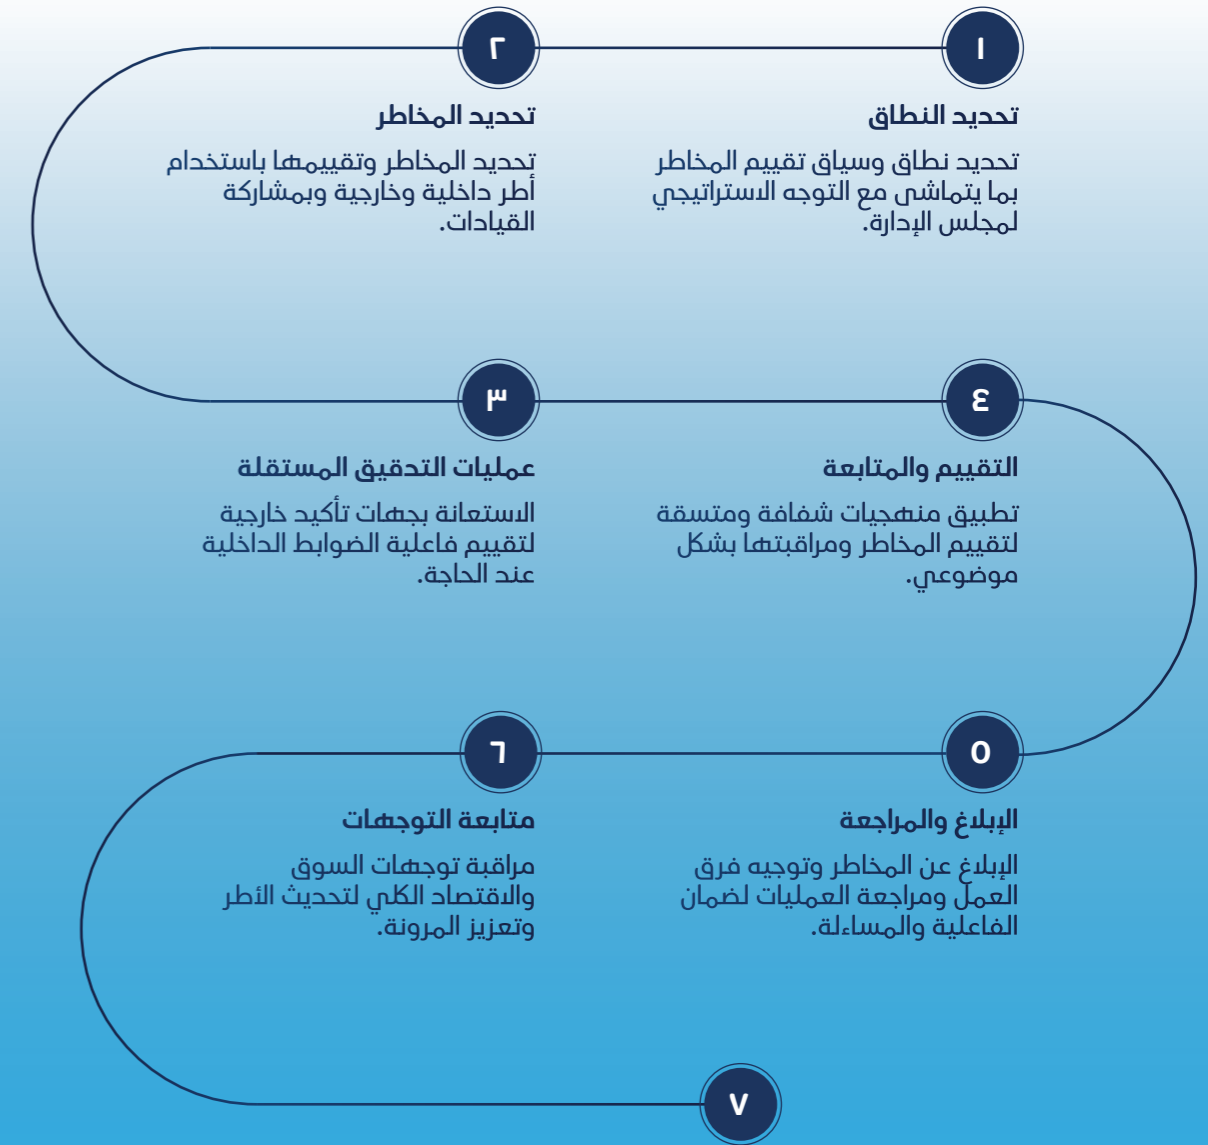 ١
تحديد النطاق
تحديد نطاق وسياق تقييم المخاطر
بما يتماشى مع التوجه الاستراتيجي
لمجلس الإدارة.
٢
تحديد المخاطر
تحديد المخاطر وتقييمها باستخدام
أطر داخلية وخارجية وبمشاركة
القيادات.
٣
عمليات التدقيق المستقلة
الاستعانة بجهات تأكيد خارجية
لتقييم فاعلية الضوابط الداخلية
عند الحاجة.
٤
التقييم والمتابعة
تطبيق منهجيات شفافة ومتسقة
لتقييم المخاطر ومراقبتها بشكل
موضوعي.
٥
الإبلاغ والمراجعة
الإبلاغ عن المخاطر وتوجيه فرق
العمل ومراجعة العمليات لضمان
الفاعلية والمساءلة.
٦
متابعة التوجهات
مراقبة توجهات السوق
والاقتصاد الكلي لتحديث الأطر
وتعزيز المرونة.
٧